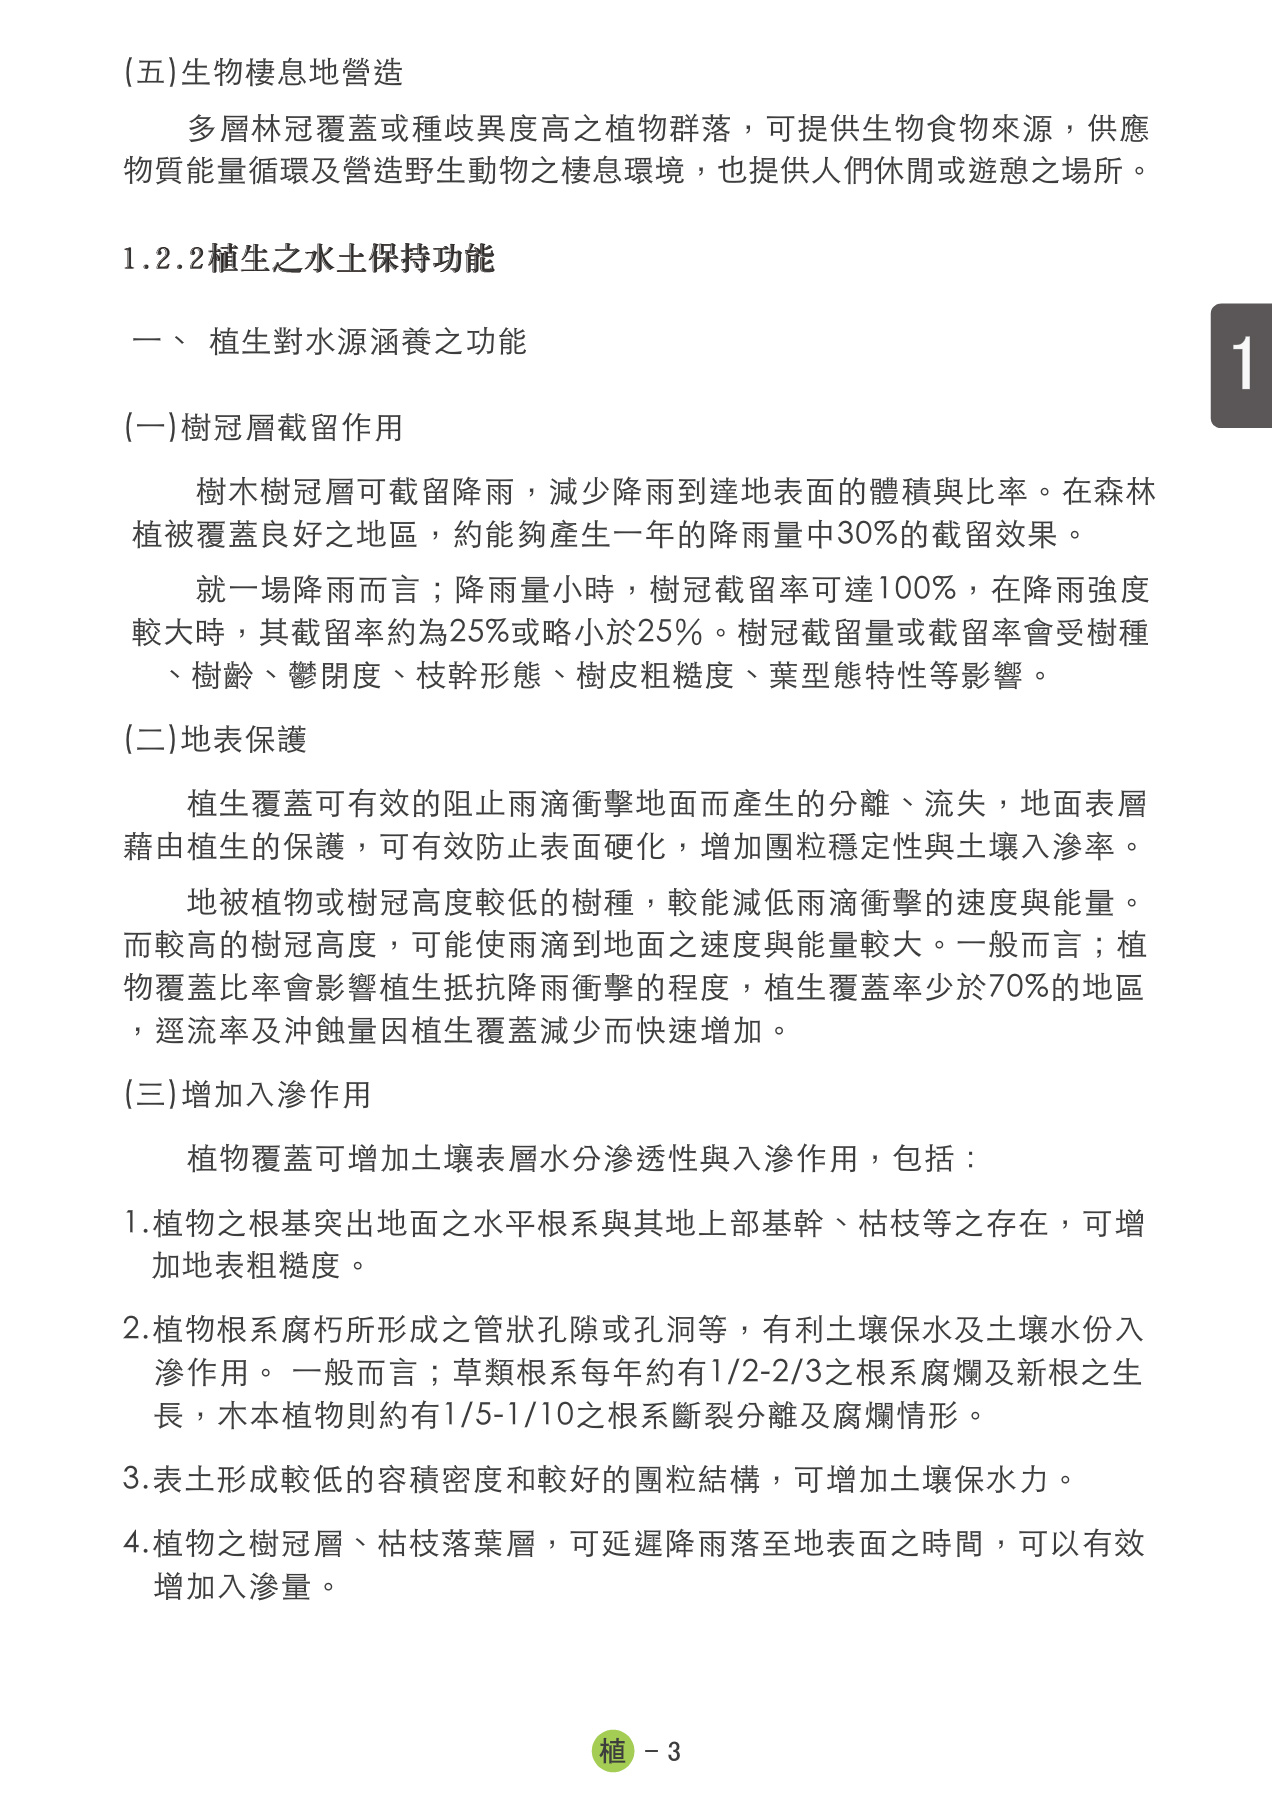 (五)生物棲息地營造
多層林冠覆蓋或種歧異度高之植物群落，可提供生物食物來源，供應
物質能量循環及營造野生動物之棲息環境，也提供人們休閒或遊憩之場所。
1.2.2植生之水土保持功能
一、 植生對水源涵養之功能
1
(一)樹冠層截留作用
樹木樹冠層可截留降雨，減少降雨到達地表面的體積與比率。在森林
植被覆蓋良好之地區，約能夠產生一年的降雨量中30%的截留效果。
就一場降雨而言；降雨量小時，樹冠截留率可達100%，在降雨強度
較大時，其截留率約為25%或略小於25%。樹冠截留量或截留率會受樹種
、樹齡、鬱閉度、枝幹形態、樹皮粗糙度、葉型態特性等影響。
(二)地表保護
植生覆蓋可有效的阻止雨滴衝擊地面而產生的分離、流失，地面表層
藉由植生的保護，可有效防止表面硬化，增加團粒穩定性與土壤入滲率。
地被植物或樹冠高度較低的樹種，較能減低雨滴衝擊的速度與能量。
而較高的樹冠高度，可能使雨滴到地面之速度與能量較大。一般而言；植
物覆蓋比率會影響植生抵抗降雨衝擊的程度，植生覆蓋率少於70%的地區
，逕流率及沖蝕量因植生覆蓋減少而快速增加。
(三)增加入滲作用
植物覆蓋可增加土壤表層水分滲透性與入滲作用，包括：
1.植物之根基突出地面之水平根系與其地上部基幹、枯枝等之存在，可增
加地表粗糙度。
2.植物根系腐朽所形成之管狀孔隙或孔洞等，有利土壤保水及土壤水份入
滲作用。 一般而言；草類根系每年約有1/2-2/3之根系腐爛及新根之生
長，木本植物則約有1/5-1/10之根系斷裂分離及腐爛情形。
3.表土形成較低的容積密度和較好的團粒結構，可增加土壤保水力。
4.植物之樹冠層、枯枝落葉層，可延遲降雨落至地表面之時間，可以有效
增加入滲量。
植 - 3